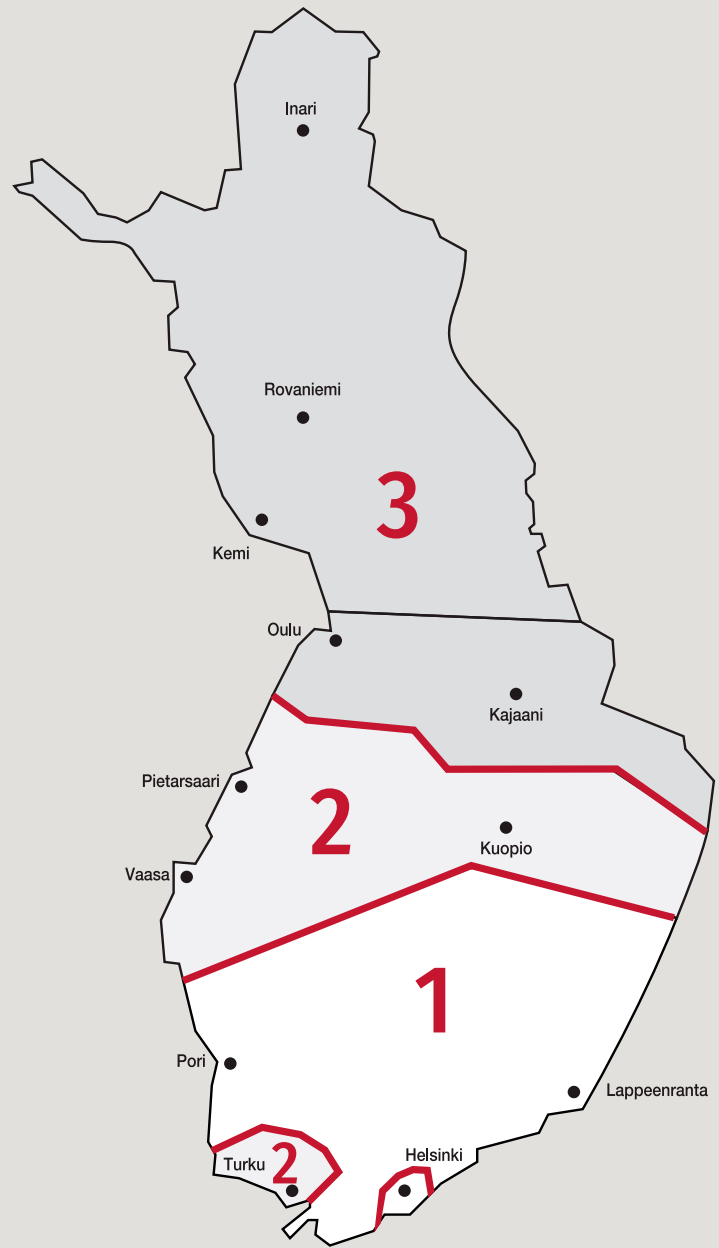 Inari
Rovaniemi
3
Kemi
Oulu
Kajaani
Pietarsaari
2
Kuopio
Vaasa
1
Pori
Lappeenranta
Helsinki
Turku
2